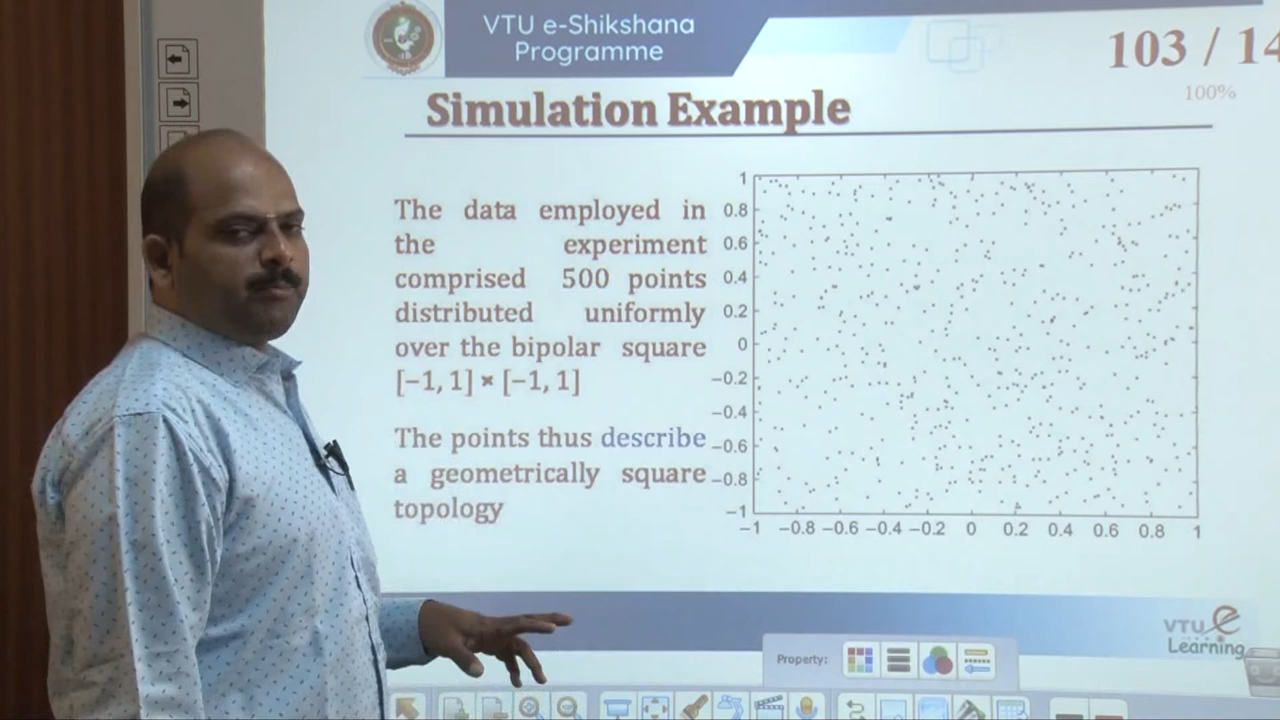 VTU e-Shikshana
Programme
103 / 14
100%
Simulation Example
The data employed in
the experiment
comprised 500 points
distributed uniformly
over the bipolar square
[−1, 1] × [−1, 1]
The points thus describe
a geometrically square
topology
1
0.8
0.6
0.4
0.2
0
−0.2
−0.4
−0.6
−0.8
−1
−1 −0.8 −0.6 −0.4 −0.2 0 0.2 0.4 0.6 0.8 1
VTU e
Learning
Property: